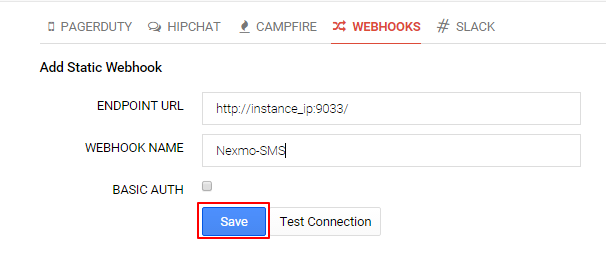 PAGERDUTY HIPCHAT CAMPFIRE WEBHOOKS # SLACK
Add Static Webhook
ENDPOINT URL http://instance_ip:9033/
WEBHOOK NAME Nexmo-SMS
BASIC AUTH
Save Test Connection